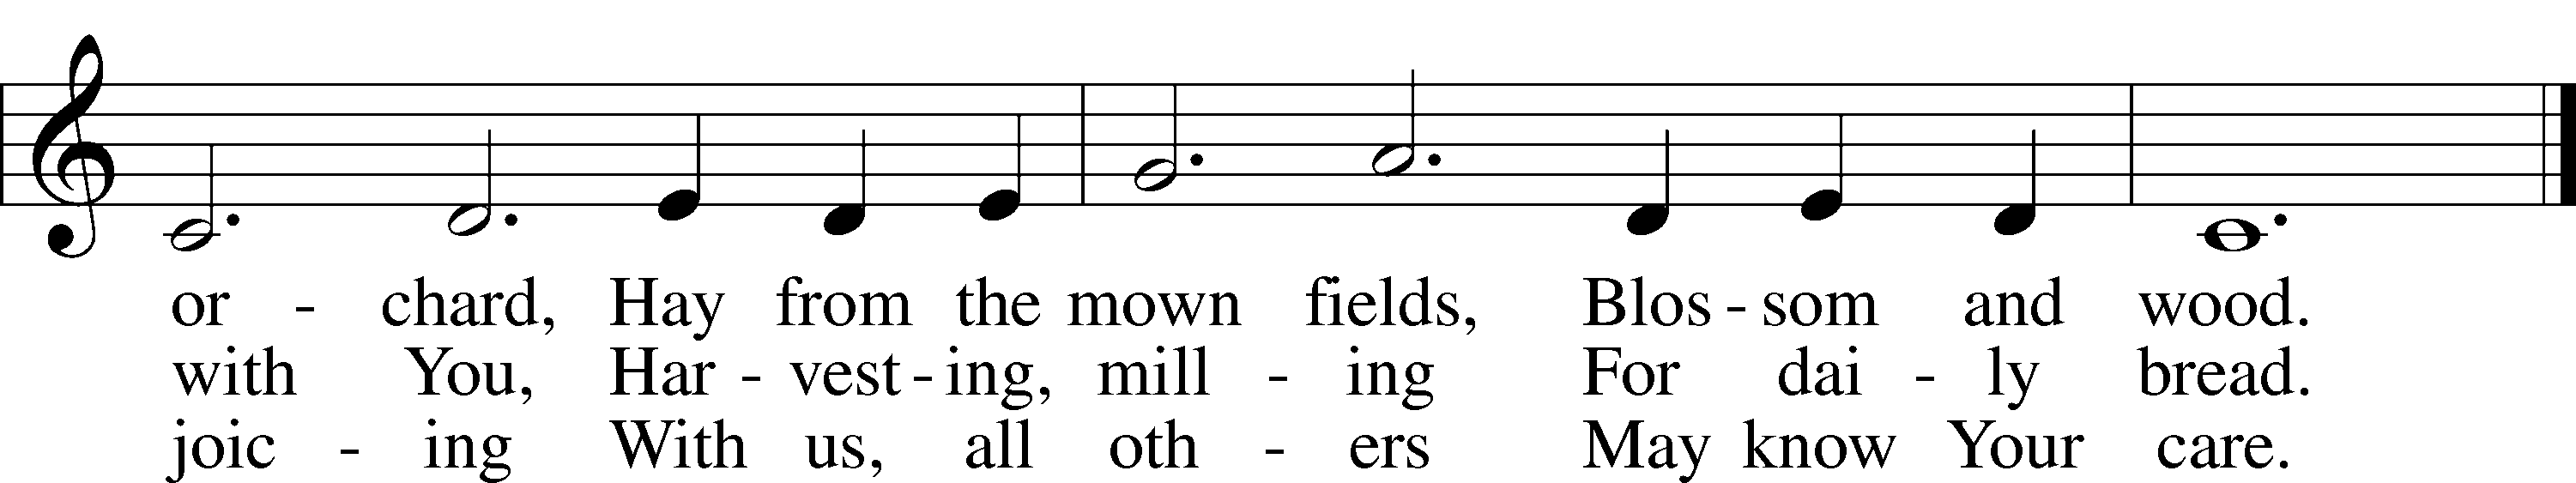 or - chard, Hay from the mown fields, Blos - som and wood.
with You, Har - vest - ing, mill - ing For dai - ly bread.
joic - ing With us, all oth - ers May know Your care.